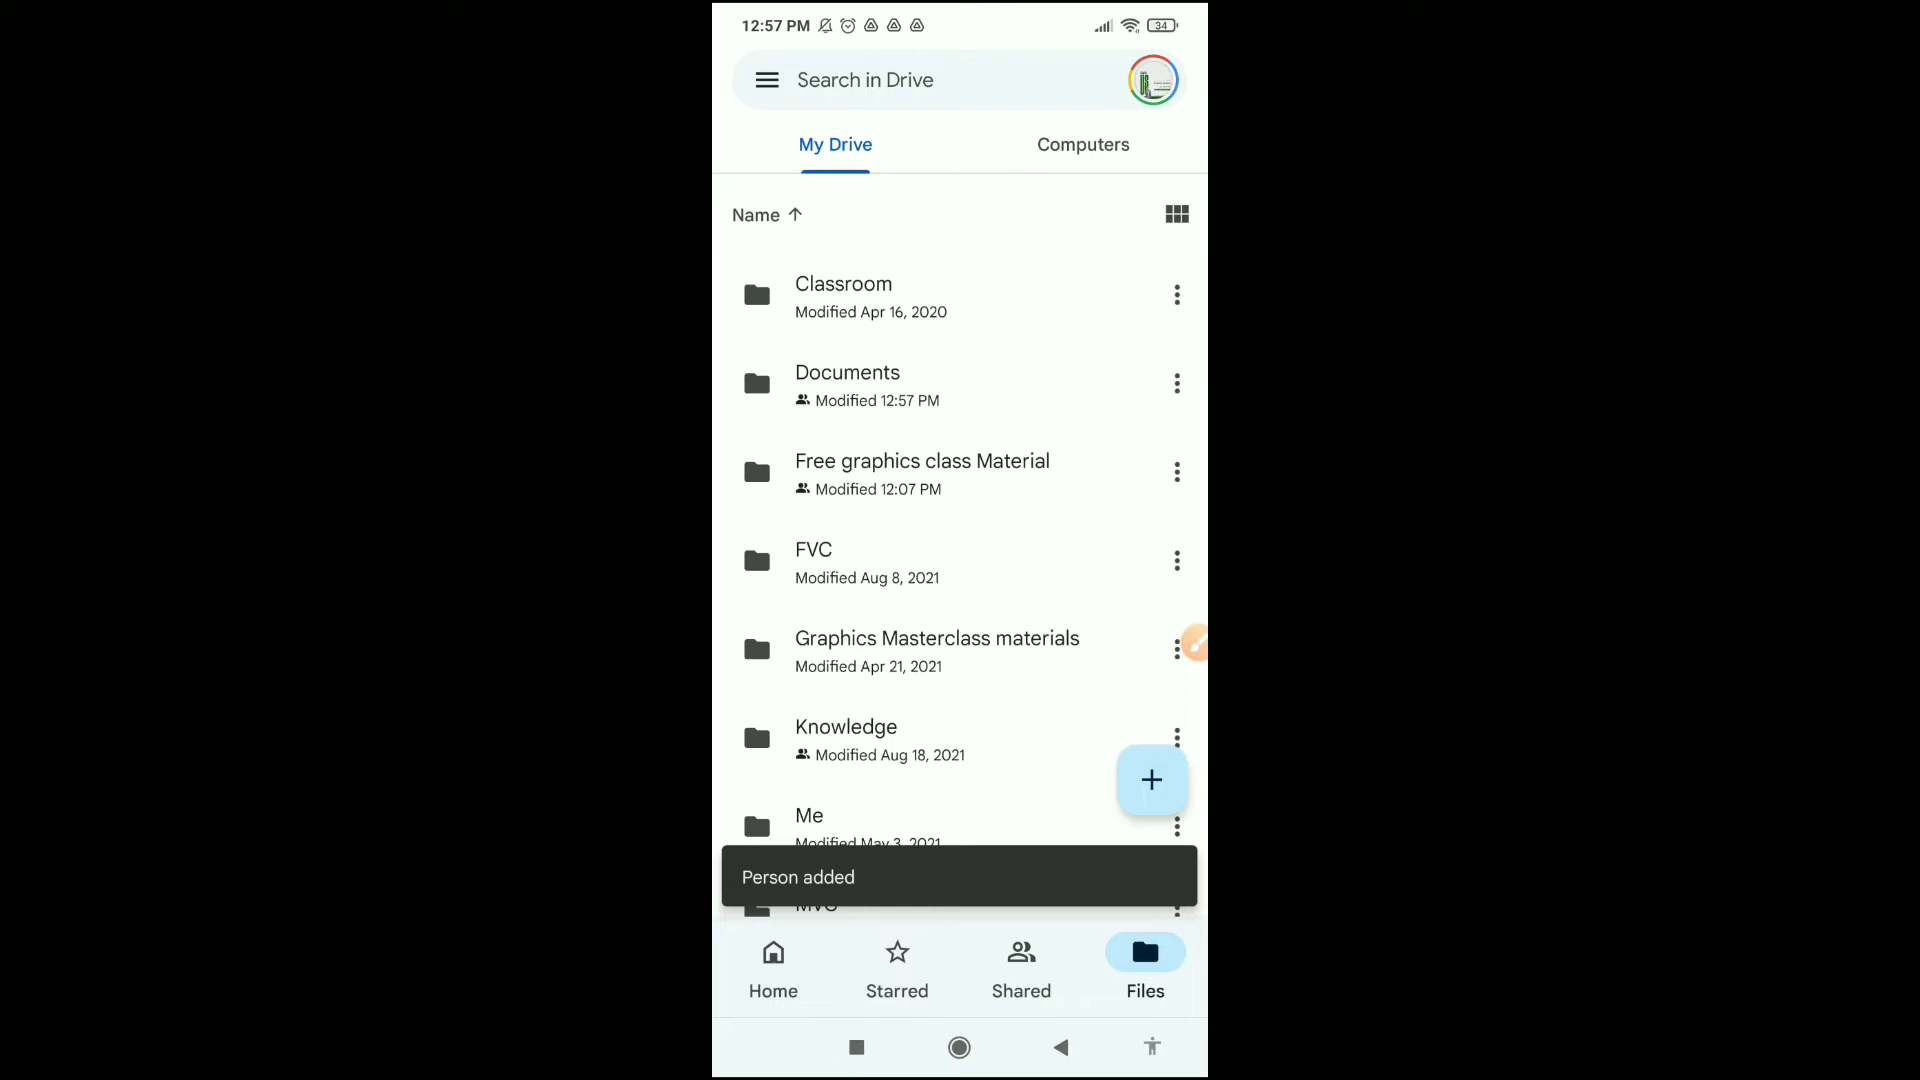 12:57 PM
34
Search in Drive
My Drive
Computers
Name
Classroom
Modified Apr 16, 2020
Documents
Modified 12:57 PM
Free graphics class Material
Modified 12:07 PM
FVC
Modified Aug 8, 2021
Graphics Masterclass materials
Modified Apr 21, 2021
Knowledge
Modified Aug 18, 2021
Me
Modified May 3, 2021
Person added
Home
Starred
Shared
Files